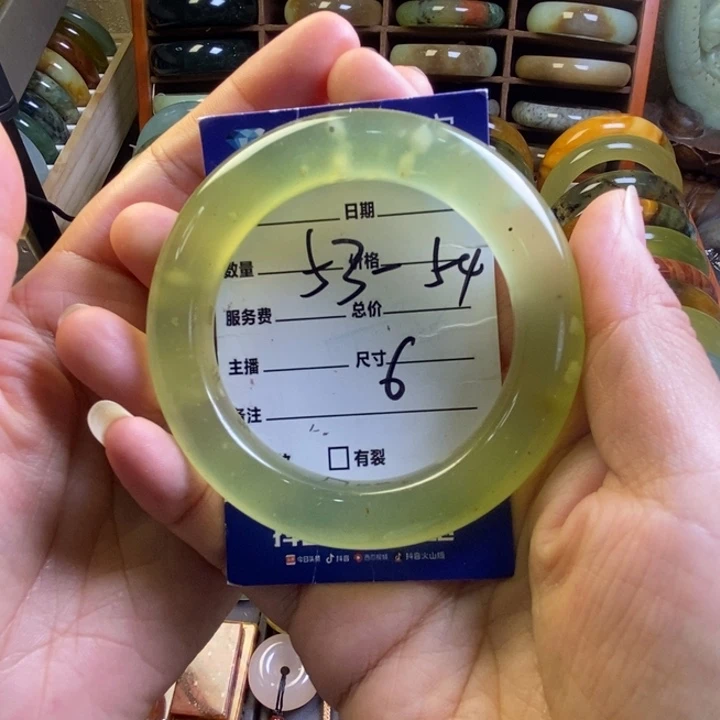 日期
数量 价格 53-54
服务费 总价
主播 尺寸 6
备注
□有裂
今日头条 抖音 西瓜视频 抖音火山版